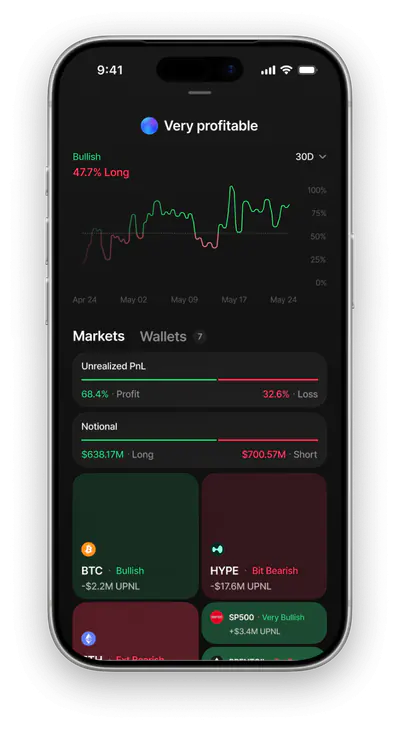 9:41
Very profitable
Bullish
30D
47.7% Long
100%
75%
50%
25%
0%
Apr 24 May 02 May 09 May 17 May 24
Markets Wallets 7
Unrealized PnL
68.4% · Profit 32.6% · Loss
Notional
$638.17M · Long $700.57M · Short
BTC · Bullish
-$2.2M UPNL
HYPE · Bit Bearish
-$17.6M UPNL
SP500 · Very Bullish
+$3.4M UPNL
Ext Bearish